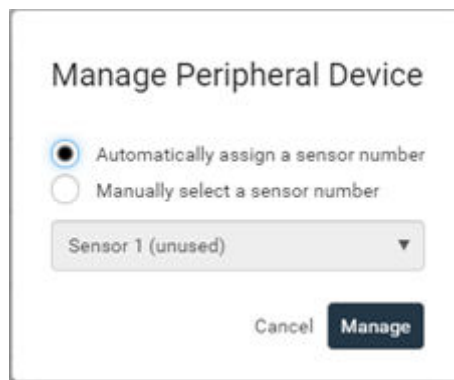 Manage Peripheral Device
Automatically assign a sensor number
Manually select a sensor number
Sensor 1 (unused)
Cancel
Manage